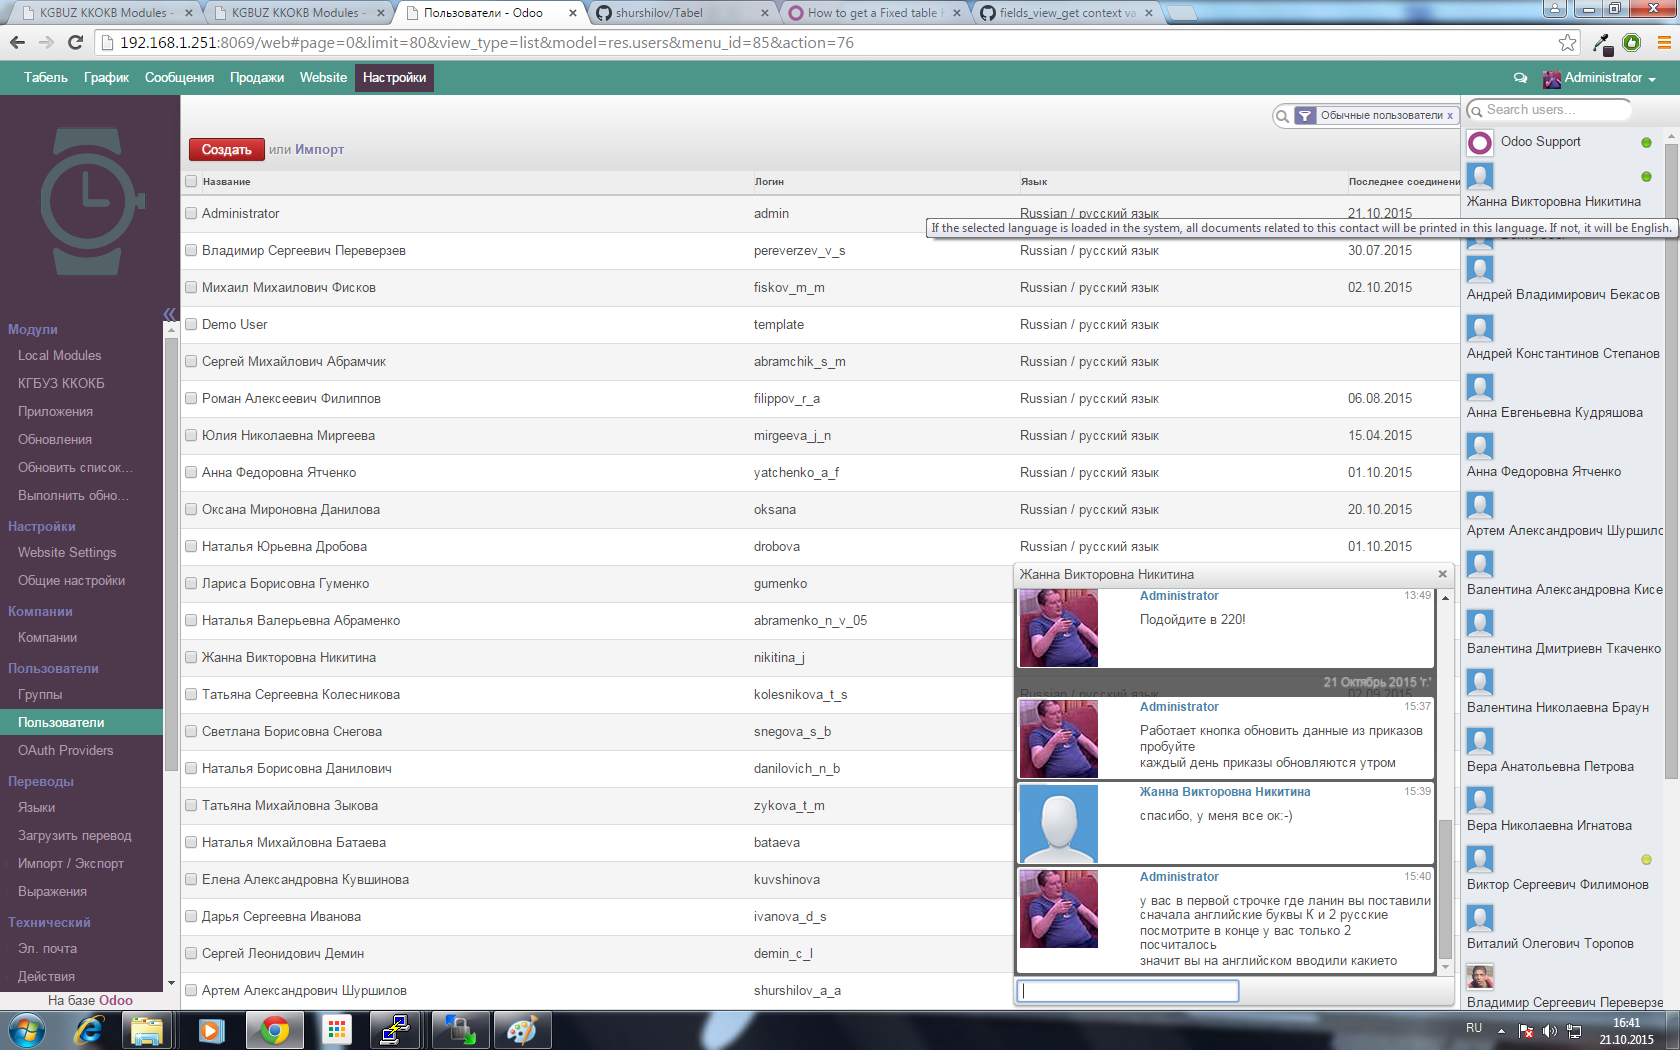 KGBUZ KKOKB Modules -
KGBUZ KKOKB Modules -
Пользователи - Odoo
shurshilov/Tabel
How to get a Fixed table
fields_view_get context va
192.168.1.251:8069/web#page=0&limit=80&view_type=list&model=res.users&menu_id=85&action=76
Табель График Сообщения Продажи Website Настройки
Administrator
Обычные пользователи x
Search users...
Создать или Импорт
Название Логин Язык Последнее соединени
Administrator admin Russian / русский язык 21.10.2015
If the selected language is loaded in the system, all documents related to this contact will be printed in this language. If not, it will be English.
Владимир Сергеевич Переверзев pereverzev_v_s Russian / русский язык 30.07.2015
Михаил Михаилович Фисков fiskov_m_m Russian / русский язык 02.10.2015
Demo User template Russian / русский язык
Сергей Михайлович Абрамчик abramchik_s_m Russian / русский язык
Роман Алексеевич Филиппов filippov_r_a Russian / русский язык 06.08.2015
Юлия Николаевна Миргеева mirgeeva_j_n Russian / русский язык 15.04.2015
Анна Федоровна Ятченко yatchenko_a_f Russian / русский язык 01.10.2015
Оксана Мироновна Данилова oksana Russian / русский язык 20.10.2015
Наталья Юрьевна Дробова drobova Russian / русский язык 01.10.2015
Лариса Борисовна Гуменко gumenko
Наталья Валерьевна Абраменко abramenko_n_v_05
Жанна Викторовна Никитина nikitina_j
Татьяна Сергеевна Колесникова kolesnikova_t_s Russian / русский язык 02.09.2015
Светлана Борисовна Снегова snegova_s_b
Наталья Борисовна Данилович danilovich_n_b
Татьяна Михайловна Зыкова zykova_t_m
Наталья Михайловна Батаева bataeva
Елена Александровна Кувшинова kuvshinova
Дарья Сергеевна Иванова ivanova_d_s
Сергей Леонидович Демин demin_c_l
Артем Александрович Шуршилов shurshilov_a_a
Модули
Local Modules
КГБУЗ ККОКБ
Приложения
Обновления
Обновить список...
Выполнить обно...
Настройки
Website Settings
Общие настройки
Компании
Компании
Пользователи
Группы
Пользователи
OAuth Providers
Переводы
Языки
Загрузить перевод
Импорт / Экспорт
Выражения
Технический
Эл. почта
Действия
На базе Odoo
Жанна Викторовна Никитина
Administrator 13:49
Подойдите в 220!
21 Октябрь 2015 'г.'
Administrator 15:37
Работает кнопка обновить данные из приказов
пробуйте
каждый день приказы обновляются утром
Жанна Викторовна Никитина 15:39
спасибо, у меня все ок:-)
Administrator 15:40
у вас в первой строчке где ланин вы поставили
сначала английские буквы К и 2 русские
посмотрите в конце у вас только 2
посчиталось
значит вы на английском вводили какието
Odoo Support
Жанна Викторовна Никитина
Андрей Владимирович Бекасов
Андрей Константинов Степанов
Анна Евгеньевна Кудряшова
Анна Федоровна Ятченко
Артем Александрович Шуршилс
Валентина Александровна Кисе
Валентина Дмитриевн Ткаченко
Валентина Николаевна Браун
Вера Анатольевна Петрова
Вера Николаевна Игнатова
Виктор Сергеевич Филимонов
Виталий Олегович Торопов
Владимир Сергеевич Переверзе
RU
16:41
21.10.2015